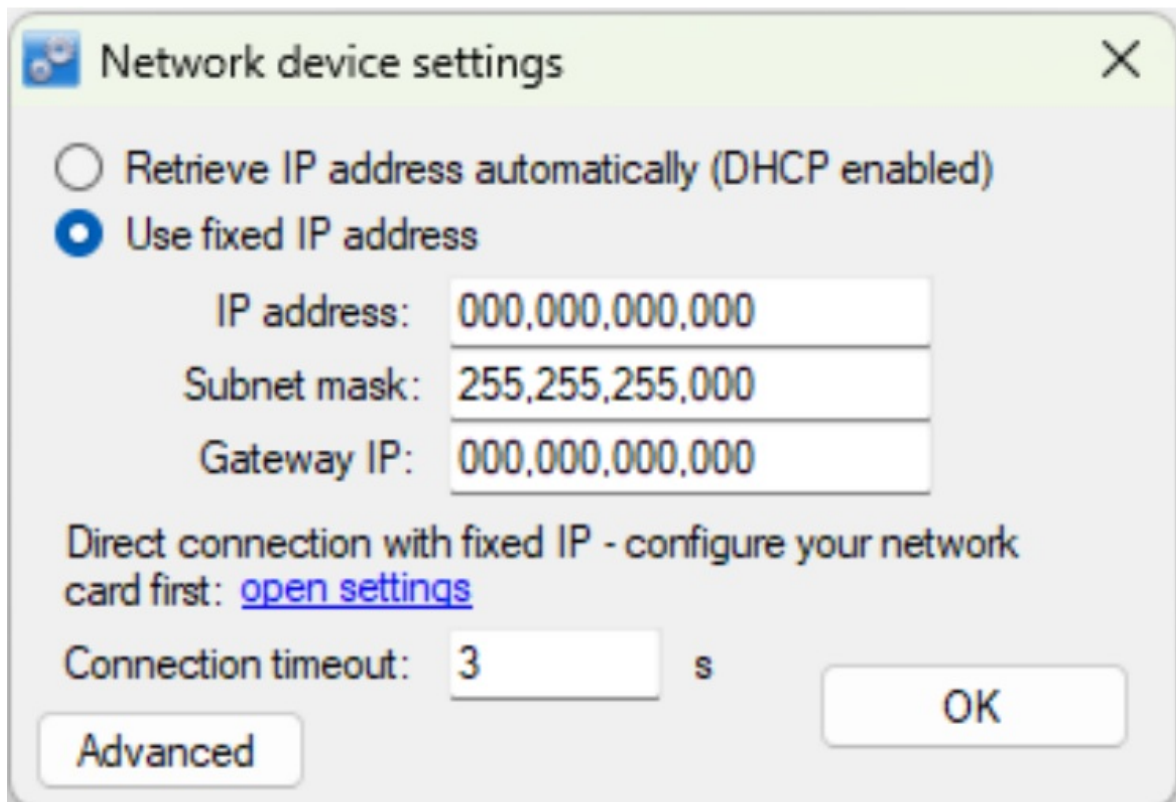 Network device settings
Retrieve IP address automatically (DHCP enabled)
Use fixed IP address
IP address: 000,000,000,000
Subnet mask: 255,255,255,000
Gateway IP: 000,000,000,000
Direct connection with fixed IP - configure your network
card first: open settings
Connection timeout: 3 s
OK
Advanced